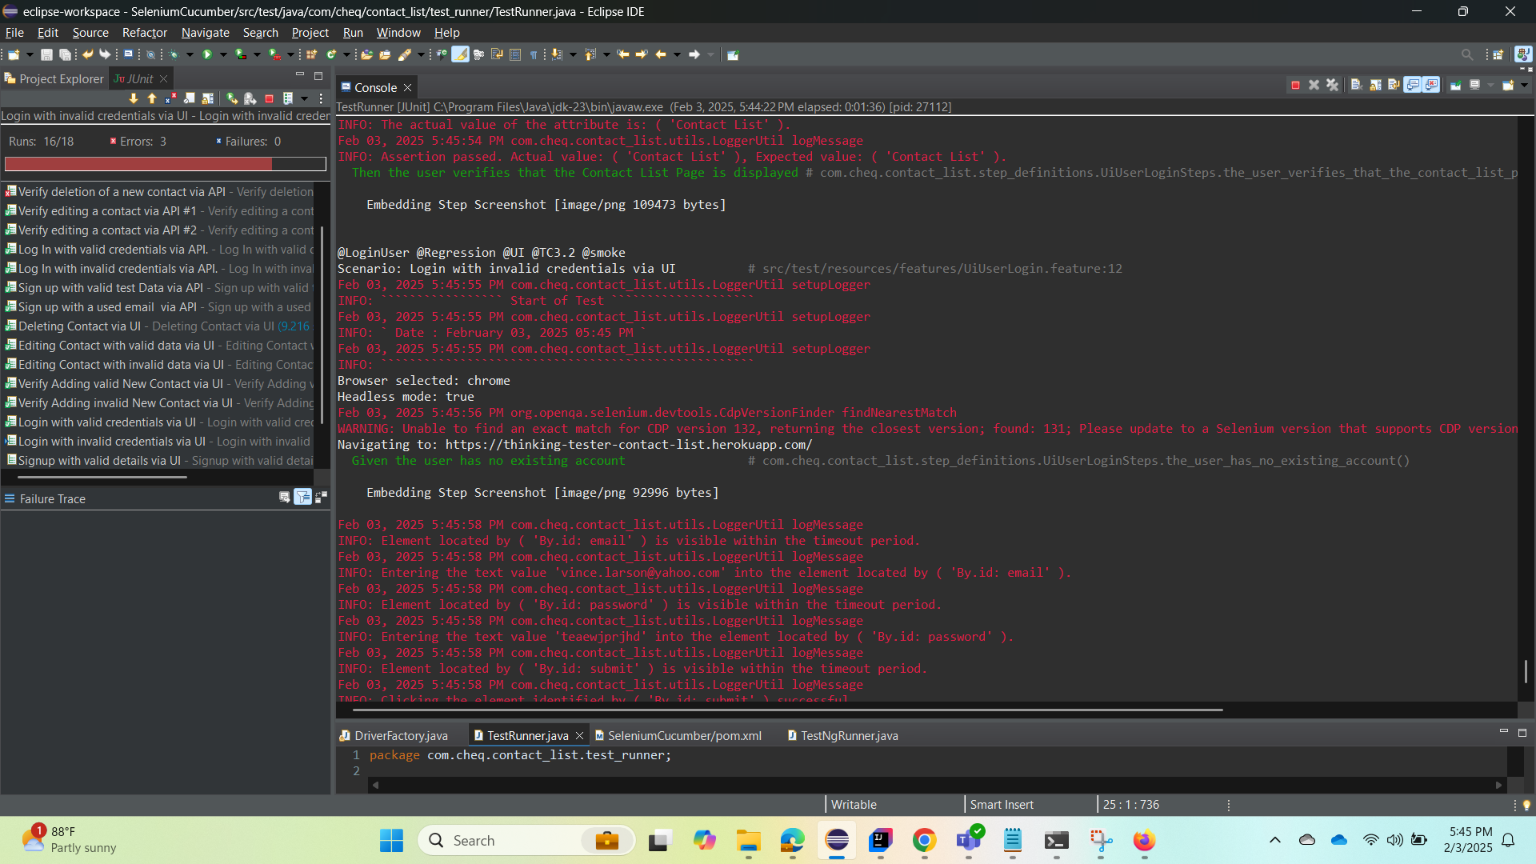 eclipse-workspace - SeleniumCucumber/src/test/java/com/cheq/contact_list/test_runner/TestRunner.java - Eclipse IDE
File Edit Source Refactor Navigate Search Project Run Window Help
Project Explorer
JUnit
Login with invalid credentials via UI - Login with invalid creder
Runs: 16/18 Errors: 3 Failures: 0
Verify deletion of a new contact via API - Verify deletion
Verify editing a contact via API #1 - Verify editing a cont
Verify editing a contact via API #2 - Verify editing a cont
Log In with valid credentials via API. - Log In with valid c
Log In with invalid credentials via API. - Log In with inva
Sign up with valid test Data via API - Sign up with valid
Sign up with a used email via API - Sign up with a used
Deleting Contact via UI - Deleting Contact via UI (9.216
Editing Contact with valid data via UI - Editing Contact v
Editing Contact with invalid data via UI - Editing Contac
Verify Adding valid New Contact via UI - Verify Adding v
Verify Adding invalid New Contact via UI - Verify Adding
Login with valid credentials via UI - Login with valid crec
Login with invalid credentials via UI - Login with invalid
Signup with valid details via UI - Signup with valid detai
Failure Trace
Console
TestRunner [JUnit] C:\Program Files\Java\jdk-23\bin\javaw.exe (Feb 3, 2025, 5:44:22 PM elapsed: 0:01:36) [pid: 27112]
INFO: The actual value of the attribute is: ( 'Contact List' ).
Feb 03, 2025 5:45:54 PM com.cheq.contact_list.utils.LoggerUtil logMessage
INFO: Assertion passed. Actual value: ( 'Contact List' ), Expected value: ( 'Contact List' ).
Then the user verifies that the Contact List Page is displayed # com.cheq.contact_list.step_definitions.UiUserLoginSteps.the_user_verifies_that_the_contact_list_p
Embedding Step Screenshot [image/png 109473 bytes]
@LoginUser @Regression @UI @TC3.2 @smoke
Scenario: Login with invalid credentials via UI # src/test/resources/features/UiUserLogin.feature:12
Feb 03, 2025 5:45:55 PM com.cheq.contact_list.utils.LoggerUtil setupLogger
INFO: ````````````````` Start of Test ````````````````````
Feb 03, 2025 5:45:55 PM com.cheq.contact_list.utils.LoggerUtil setupLogger
INFO: ` Date : February 03, 2025 05:45 PM `
Feb 03, 2025 5:45:55 PM com.cheq.contact_list.utils.LoggerUtil setupLogger
INFO: ````````````````````````````````````````````````````
Browser selected: chrome
Headless mode: true
Feb 03, 2025 5:45:56 PM org.openqa.selenium.devtools.CdpVersionFinder findNearestMatch
WARNING: Unable to find an exact match for CDP version 132, returning the closest version; found: 131; Please update to a Selenium version that supports CDP version
Navigating to: https://thinking-tester-contact-list.herokuapp.com/
Given the user has no existing account # com.cheq.contact_list.step_definitions.UiUserLoginSteps.the_user_has_no_existing_account()
Embedding Step Screenshot [image/png 92996 bytes]
Feb 03, 2025 5:45:58 PM com.cheq.contact_list.utils.LoggerUtil logMessage
INFO: Element located by ( 'By.id: email' ) is visible within the timeout period.
Feb 03, 2025 5:45:58 PM com.cheq.contact_list.utils.LoggerUtil logMessage
INFO: Entering the text value 'vince.larson@yahoo.com' into the element located by ( 'By.id: email' ).
Feb 03, 2025 5:45:58 PM com.cheq.contact_list.utils.LoggerUtil logMessage
INFO: Element located by ( 'By.id: password' ) is visible within the timeout period.
Feb 03, 2025 5:45:58 PM com.cheq.contact_list.utils.LoggerUtil logMessage
INFO: Entering the text value 'teaewjprjhd' into the element located by ( 'By.id: password' ).
Feb 03, 2025 5:45:58 PM com.cheq.contact_list.utils.LoggerUtil logMessage
INFO: Element located by ( 'By.id: submit' ) is visible within the timeout period.
Feb 03, 2025 5:45:58 PM com.cheq.contact_list.utils.LoggerUtil logMessage
INFO: Clicking the element identified by ( 'By.id: submit' ) successful
DriverFactory.java TestRunner.java SeleniumCucumber/pom.xml TestNgRunner.java
1 package com.cheq.contact_list.test_runner;
2
Writable Smart Insert 25 : 1 : 736
1
88°F
Partly sunny
Search
5:45 PM
2/3/2025